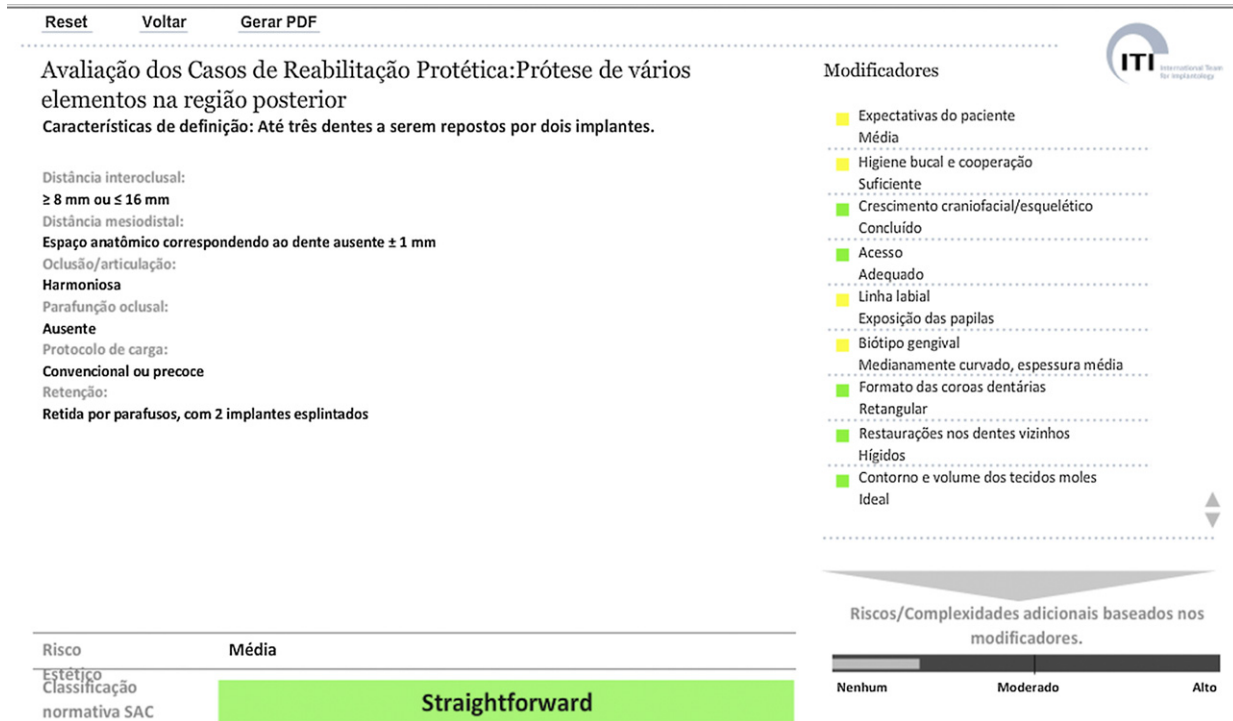 Reset Voltar Gerar PDF
Avaliação dos Casos de Reabilitação Protética:Prótese de vários
elementos na região posterior
Características de definição: Até três dentes a serem repostos por dois implantes.
Distância interoclusal:
≥ 8 mm ou ≤ 16 mm
Distância mesiodistal:
Espaço anatômico correspondendo ao dente ausente ± 1 mm
Oclusão/articulação:
Harmoniosa
Parafunção oclusal:
Ausente
Protocolo de carga:
Convencional ou precoce
Retenção:
Retida por parafusos, com 2 implantes esplintados
Risco Média
Estético
Classificação
normativa SAC
Straightforward
ITI International Team
for Implantology
Modificadores
Expectativas do paciente
Média
Higiene bucal e cooperação
Suficiente
Crescimento craniofacial/esquelético
Concluído
Acesso
Adequado
Linha labial
Exposição das papilas
Biótipo gengival
Medianamente curvado, espessura média
Formato das coroas dentárias
Retangular
Restaurações nos dentes vizinhos
Hígidos
Contorno e volume dos tecidos moles
Ideal
Riscos/Complexidades adicionais baseados nos
modificadores.
Nenhum Moderado Alto